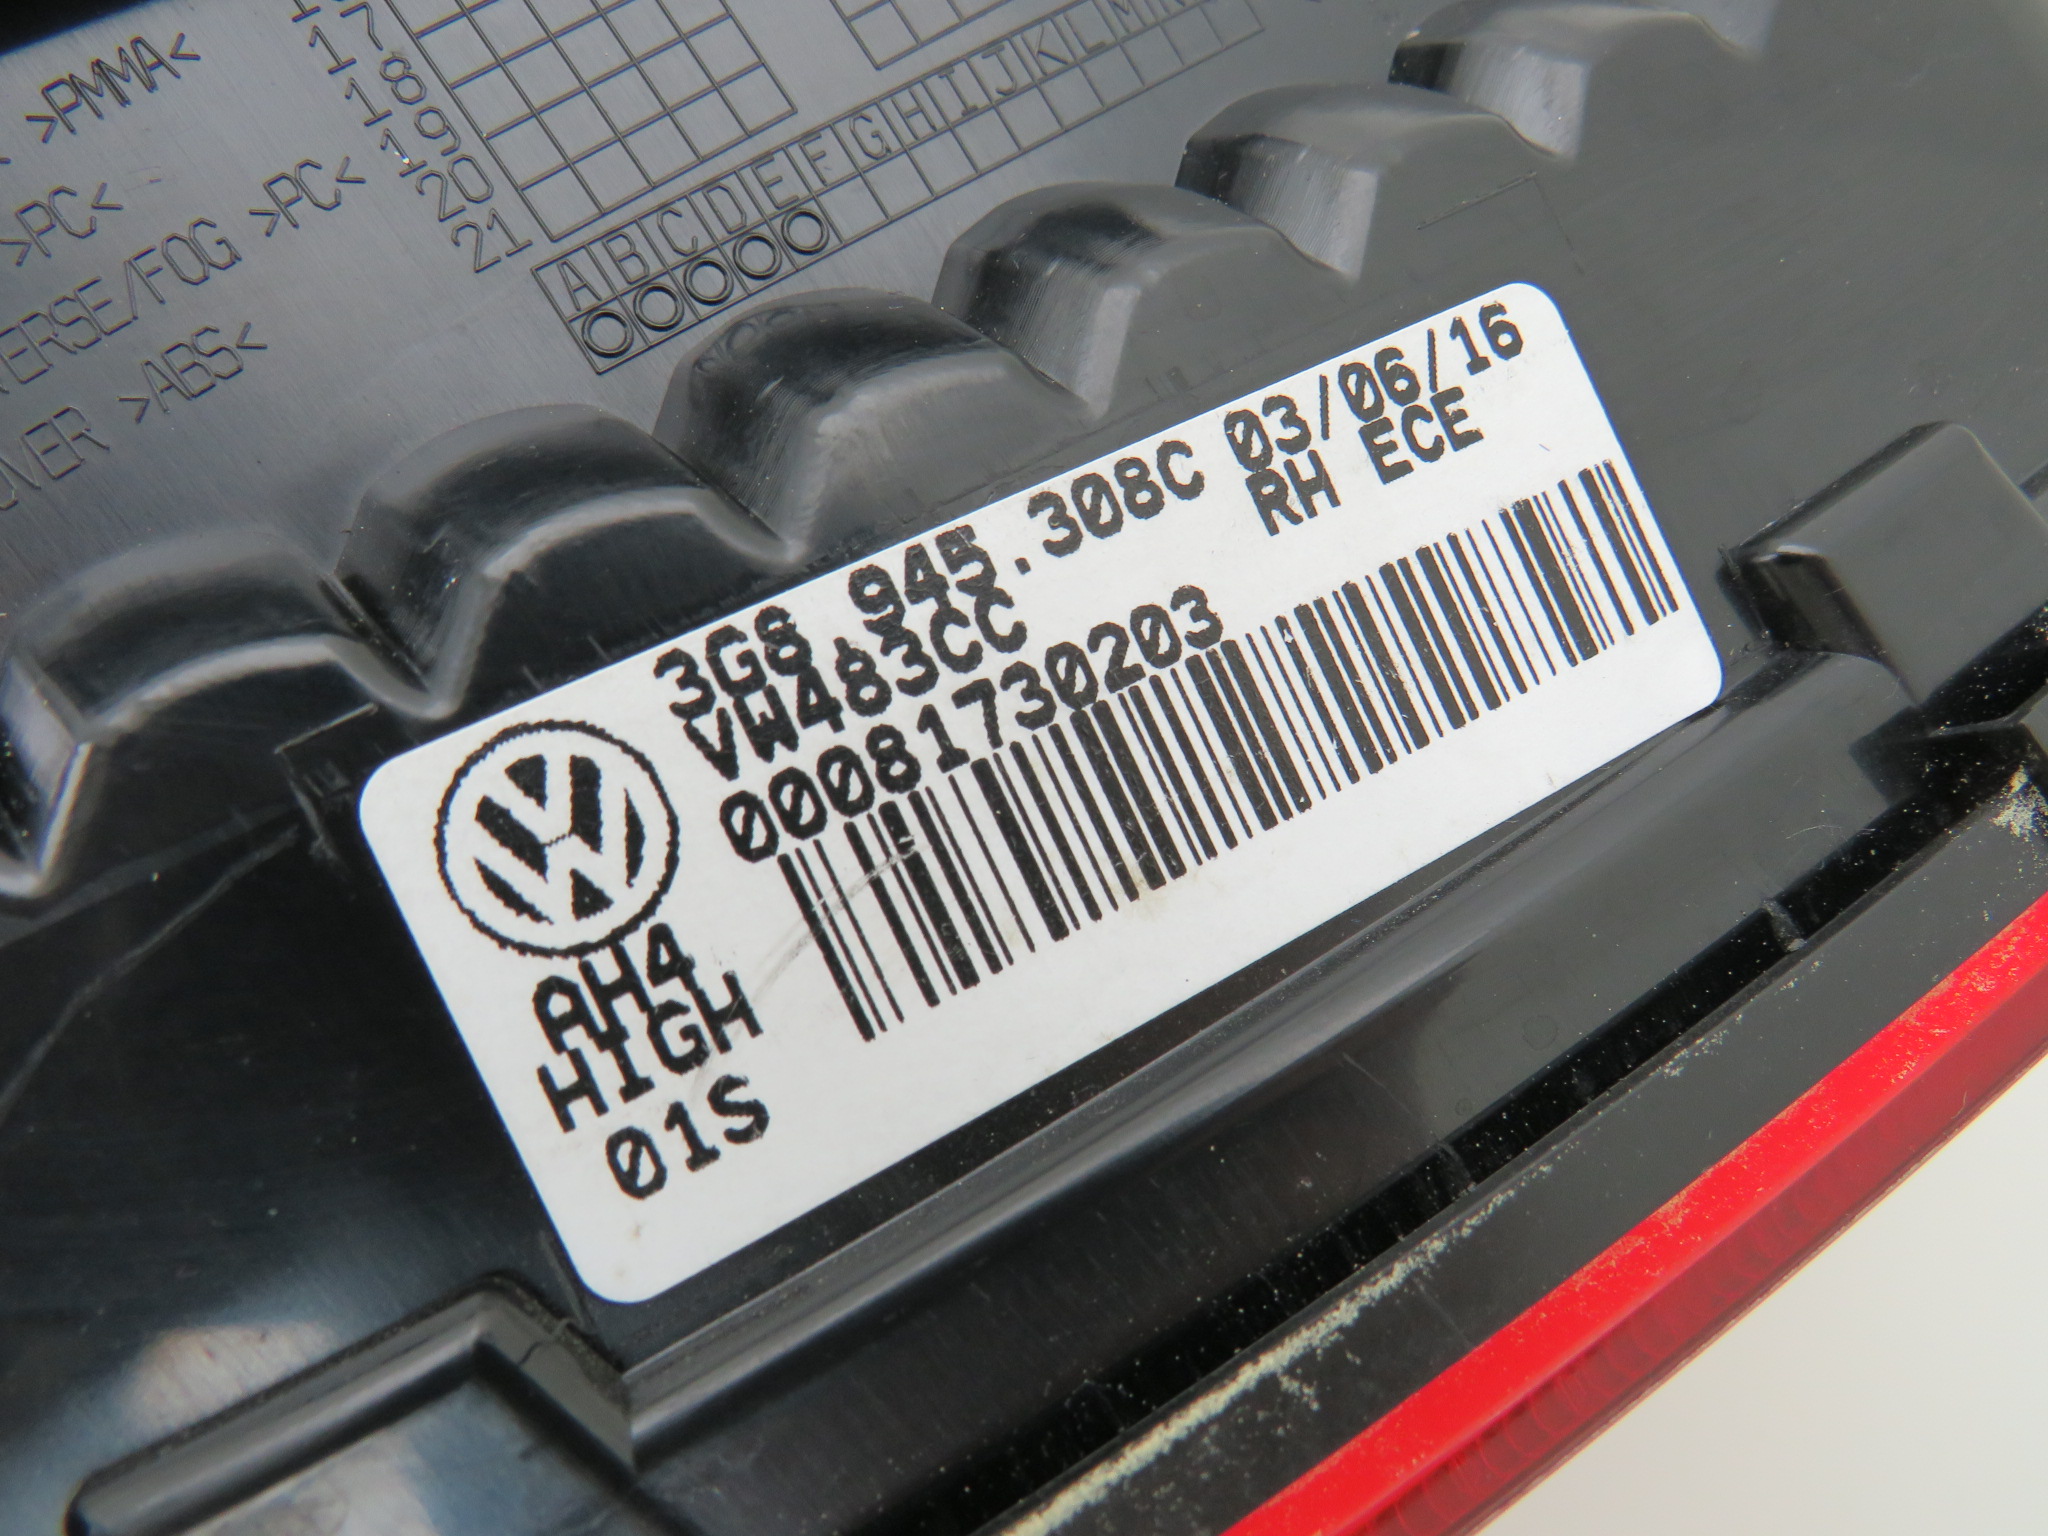 >PMMA<
>PC<
ERSE/FOG >PC<
OVER >ABS<
17
18
19
20
21
A B C D E F G H I J K L M
3G8.945.308C 03/06/16
VW483CC RH ECE
00081730203
AH4
HIGH
01S